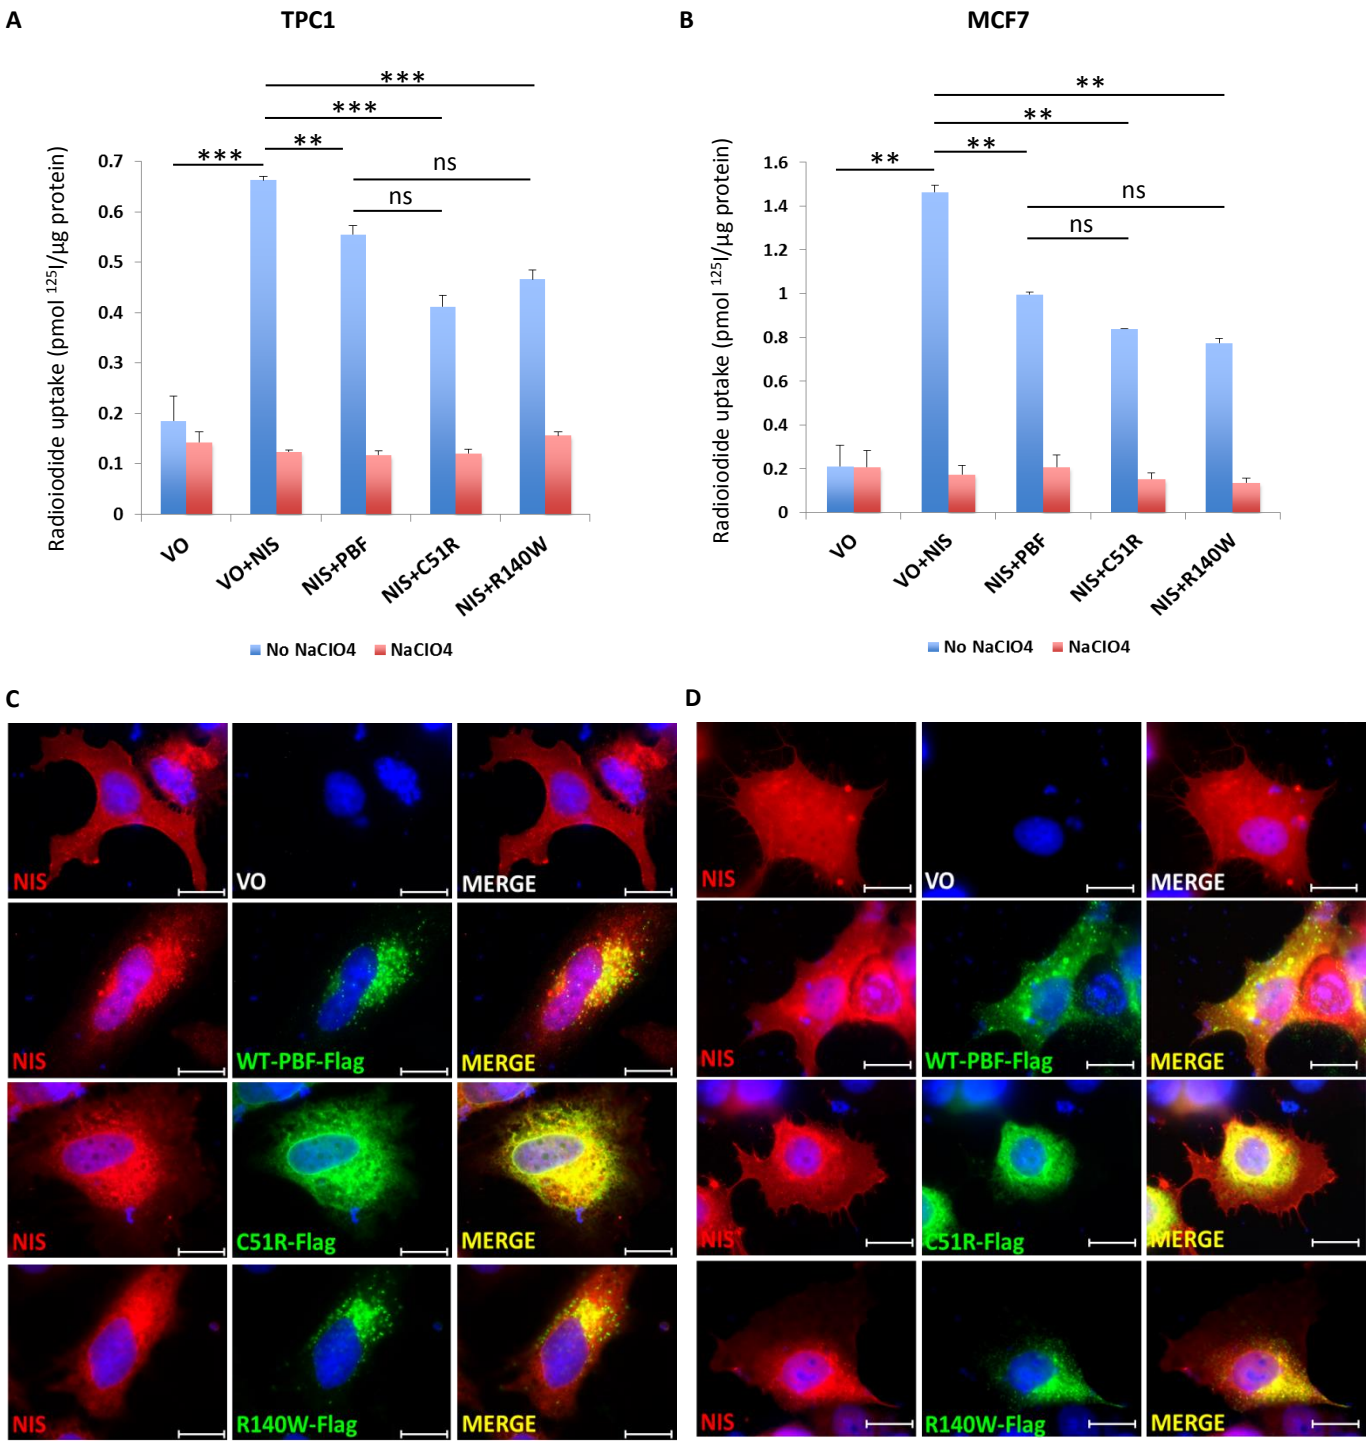 A
TPC1
***
***
**
***
ns
ns
Radioiodide uptake (pmol ¹²⁵I/µg protein)
0.7
0.6
0.5
0.4
0.3
0.2
0.1
0
VO
VO+NIS
NIS+PBF
NIS+C51R
NIS+R140W
No NaClO4
NaClO4
B
MCF7
**
**
**
**
ns
ns
Radioiodide uptake (pmol ¹²⁵I/µg protein)
1.6
1.4
1.2
1
0.8
0.6
0.4
0.2
0
VO
VO+NIS
NIS+PBF
NIS+C51R
NIS+R140W
No NaClO4
NaClO4
C
NIS
VO
MERGE
NIS
WT-PBF-Flag
MERGE
NIS
C51R-Flag
MERGE
NIS
R140W-Flag
MERGE
D
NIS
VO
MERGE
NIS
WT-PBF-Flag
MERGE
NIS
C51R-Flag
MERGE
NIS
R140W-Flag
MERGE